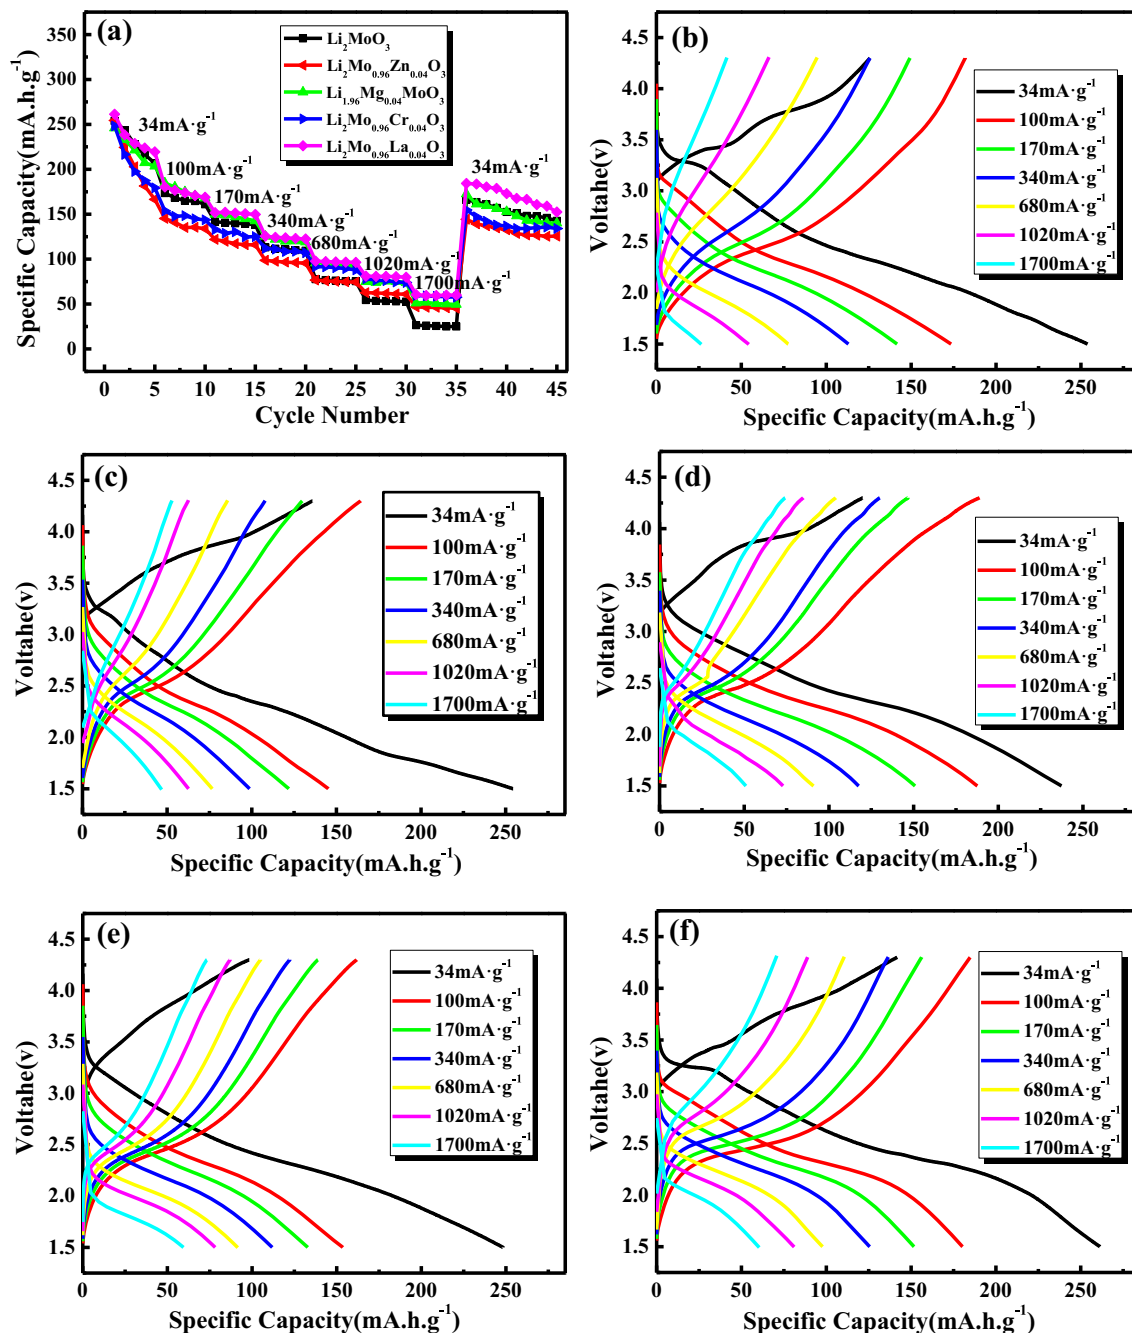 (a)
Li₂MoO₃
Li₂Mo₀.₉₆Zn₀.₀₄O₃
Li₁.₉₆Mg₀.₀₄MoO₃
Li₂Mo₀.₉₆Cr₀.₀₄O₃
Li₂Mo₀.₉₆La₀.₀₄O₃
34mA·g⁻¹
100mA·g⁻¹
170mA·g⁻¹
340mA·g⁻¹
680mA·g⁻¹
1020mA·g⁻¹
1700mA·g⁻¹
34mA·g⁻¹
350
300
250
200
150
100
50
0
0 5 10 15 20 25 30 35 40 45
Specific Capacity(mA.h.g⁻¹)
Cycle Number
(b)
34mA·g⁻¹
100mA·g⁻¹
170mA·g⁻¹
340mA·g⁻¹
680mA·g⁻¹
1020mA·g⁻¹
1700mA·g⁻¹
4.5
4.0
3.5
3.0
2.5
2.0
1.5
0 50 100 150 200 250
Voltahe(v)
Specific Capacity(mA.h.g⁻¹)
(c)
34mA·g⁻¹
100mA·g⁻¹
170mA·g⁻¹
340mA·g⁻¹
680mA·g⁻¹
1020mA·g⁻¹
1700mA·g⁻¹
4.5
4.0
3.5
3.0
2.5
2.0
1.5
0 50 100 150 200 250
Voltahe(v)
Specific Capacity(mA.h.g⁻¹)
(d)
34mA·g⁻¹
100mA·g⁻¹
170mA·g⁻¹
340mA·g⁻¹
680mA·g⁻¹
1020mA·g⁻¹
1700mA·g⁻¹
4.5
4.0
3.5
3.0
2.5
2.0
1.5
0 50 100 150 200 250
Voltahe(v)
Specific Capacity(mA.h.g⁻¹)
(e)
34mA·g⁻¹
100mA·g⁻¹
170mA·g⁻¹
340mA·g⁻¹
680mA·g⁻¹
1020mA·g⁻¹
1700mA·g⁻¹
4.5
4.0
3.5
3.0
2.5
2.0
1.5
0 50 100 150 200 250
Voltahe(v)
Specific Capacity(mA.h.g⁻¹)
(f)
34mA·g⁻¹
100mA·g⁻¹
170mA·g⁻¹
340mA·g⁻¹
680mA·g⁻¹
1020mA·g⁻¹
1700mA·g⁻¹
4.5
4.0
3.5
3.0
2.5
2.0
1.5
0 50 100 150 200 250
Voltahe(v)
Specific Capacity(mA.h.g⁻¹)